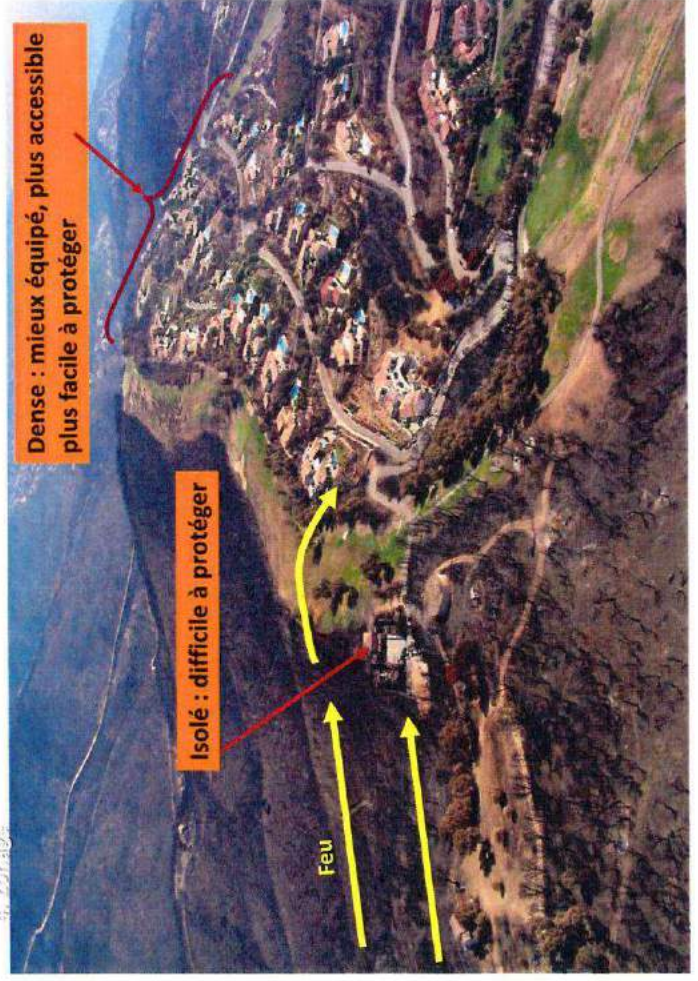 Dense : mieux équipé, plus accessible
plus facile à protéger
Isolé : difficile à protéger
Feu